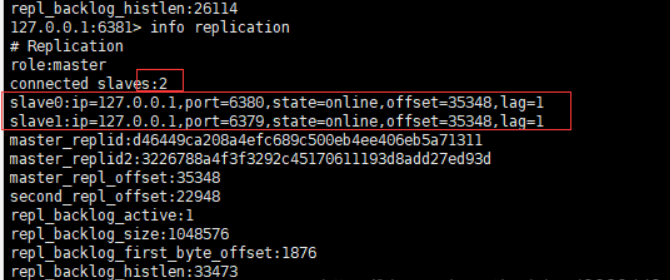 repl_backlog_histlen:26114
127.0.0.1:6381> info replication
# Replication
role:master
connected_slaves:2
slave0:ip=127.0.0.1,port=6380,state=online,offset=35348,lag=1
slave1:ip=127.0.0.1,port=6379,state=online,offset=35348,lag=1
master_replid:d46449ca208a4efc689c500eb4ee406eb5a71311
master_replid2:3226788a4f3f3292c45170611193d8add27ed93d
master_repl_offset:35348
second_repl_offset:22948
repl_backlog_active:1
repl_backlog_size:1048576
repl_backlog_first_byte_offset:1876
repl_backlog_histlen:33473